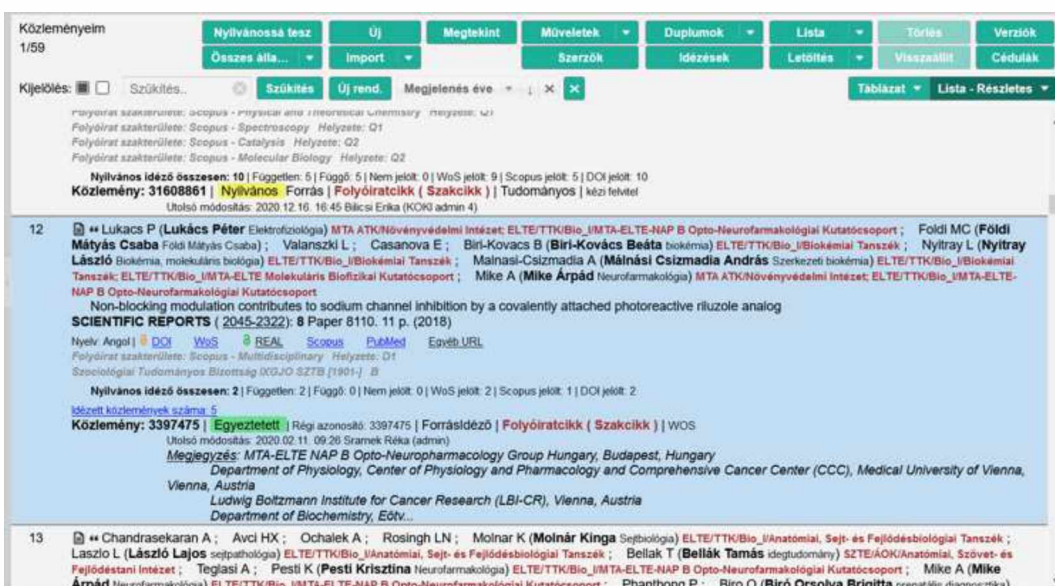 Közleményeim
1/59
Nyilvánossá tesz
Új
Megtekint
Műveletek
Duplumok
Lista
Törlés
Verziók
Összes álla...
Import
Szerzők
Idézések
Letöltés
Visszaállít
Cédulák
Kijelölés:
Szűkítés..
Szűkítés
Új rend.
Megjelenés éve
Táblázat
Lista - Részletes
Folyóirat szakterülete: Scopus - Physical and Theoretical Chemistry Helyzete: Q1
Folyóirat szakterülete: Scopus - Spectroscopy Helyzete: Q1
Folyóirat szakterülete: Scopus - Catalysis Helyzete: Q2
Folyóirat szakterülete: Scopus - Molecular Biology Helyzete: Q2
Nyilvános idéző összesen: 10 | Független: 5 | Függő: 5 | Nem jelölt: 0 | WoS jelölt: 9 | Scopus jelölt: 5 | DOI jelölt: 10
Közlemény: 31608861 | Nyilvános Forrás | Folyóiratcikk ( Szakcikk ) | Tudományos | kézi felvitel
Utolsó módosítás: 2020.12.16. 16:45 Bilicsi Erika (KOKI admin 4)
12 “ Lukacs P (Lukács Péter Elektrofiziológia) MTA ATK/Növényvédelmi Intézet; ELTE/TTK/Bio_I/MTA-ELTE-NAP B Opto-Neurofarmakológiai Kutatócsoport ; Foldi MC (Földi
Mátyás Csaba Földi Mátyás Csaba) ; Valanszki L ; Casanova E ; Biri-Kovacs B (Biri-Kovács Beáta biokémia) ELTE/TTK/Bio_I/Biokémiai Tanszék ; Nyitray L (Nyitray
László Biokémia, molekuláris biológia) ELTE/TTK/Bio_I/Biokémiai Tanszék ; Malnasi-Csizmadia A (Málnási Csizmadia András Szerkezeti biokémia) ELTE/TTK/Bio_I/Biokémiai
Tanszék; ELTE/TTK/Bio_I/MTA-ELTE Molekuláris Biofizikai Kutatócsoport ; Mike A (Mike Árpád Neurofarmakológia) MTA ATK/Növényvédelmi Intézet; ELTE/TTK/Bio_I/MTA-ELTE-
NAP B Opto-Neurofarmakológiai Kutatócsoport
Non-blocking modulation contributes to sodium channel inhibition by a covalently attached photoreactive riluzole analog
SCIENTIFIC REPORTS ( 2045-2322): 8 Paper 8110. 11 p. (2018)
Nyelv: Angol | DOI WoS REAL Scopus PubMed Egyéb URL
Folyóirat szakterülete: Scopus - Multidisciplinary Helyzete: D1
Szociológiai Tudományos Bizottság IXGJO SZTB [1901-] B
Nyilvános idéző összesen: 2 | Független: 2 | Függő: 0 | Nem jelölt: 0 | WoS jelölt: 2 | Scopus jelölt: 1 | DOI jelölt: 2
Idézett közlemények száma: 5
Közlemény: 3397475 | Egyeztetett | Régi azonosító: 3397475 | Forrásidéző | Folyóiratcikk ( Szakcikk ) | WOS
Utolsó módosítás: 2020.02.11. 09:26 Sramek Réka (admin)
Megjegyzés: MTA-ELTE NAP B Opto-Neuropharmacology Group Hungary, Budapest, Hungary
Department of Physiology, Center of Physiology and Pharmacology and Comprehensive Cancer Center (CCC), Medical University of Vienna,
Vienna, Austria
Ludwig Boltzmann Institute for Cancer Research (LBI-CR), Vienna, Austria
Department of Biochemistry, Eötv...
13 “ Chandrasekaran A ; Avci HX ; Ochalek A ; Rosingh LN ; Molnar K (Molnár Kinga Sejtbiológia) ELTE/TTK/Bio_I/Anatómiai, Sejt- és Fejlődésbiológiai Tanszék ;
Laszlo L (László Lajos sejtpathológia) ELTE/TTK/Bio_I/Anatómiai, Sejt- és Fejlődésbiológiai Tanszék ; Bellak T (Bellák Tamás idegtudomány) SZTE/ÁOK/Anatómiai, Szövet- és
Fejlődéstani Intézet ; Teglasi A ; Pesti K (Pesti Krisztina Neurofarmakológia) ELTE/TTK/Bio_I/MTA-ELTE-NAP B Opto-Neurofarmakológiai Kutatócsoport ; Mike A (Mike
Árpád Neurofarmakológia) ELTE/TTK/Bio_I/MTA-ELTE-NAP B Opto-Neurofarmakológiai Kutatócsoport ; Phanthong P ; Biro O (Biró Orsolya Brigitta